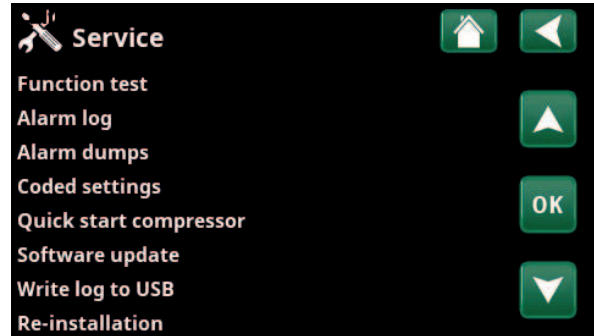 Service
Function test
Alarm log
Alarm dumps
Coded settings
OK
Quick start compressor
Software update
Write log to USB
Re-installation